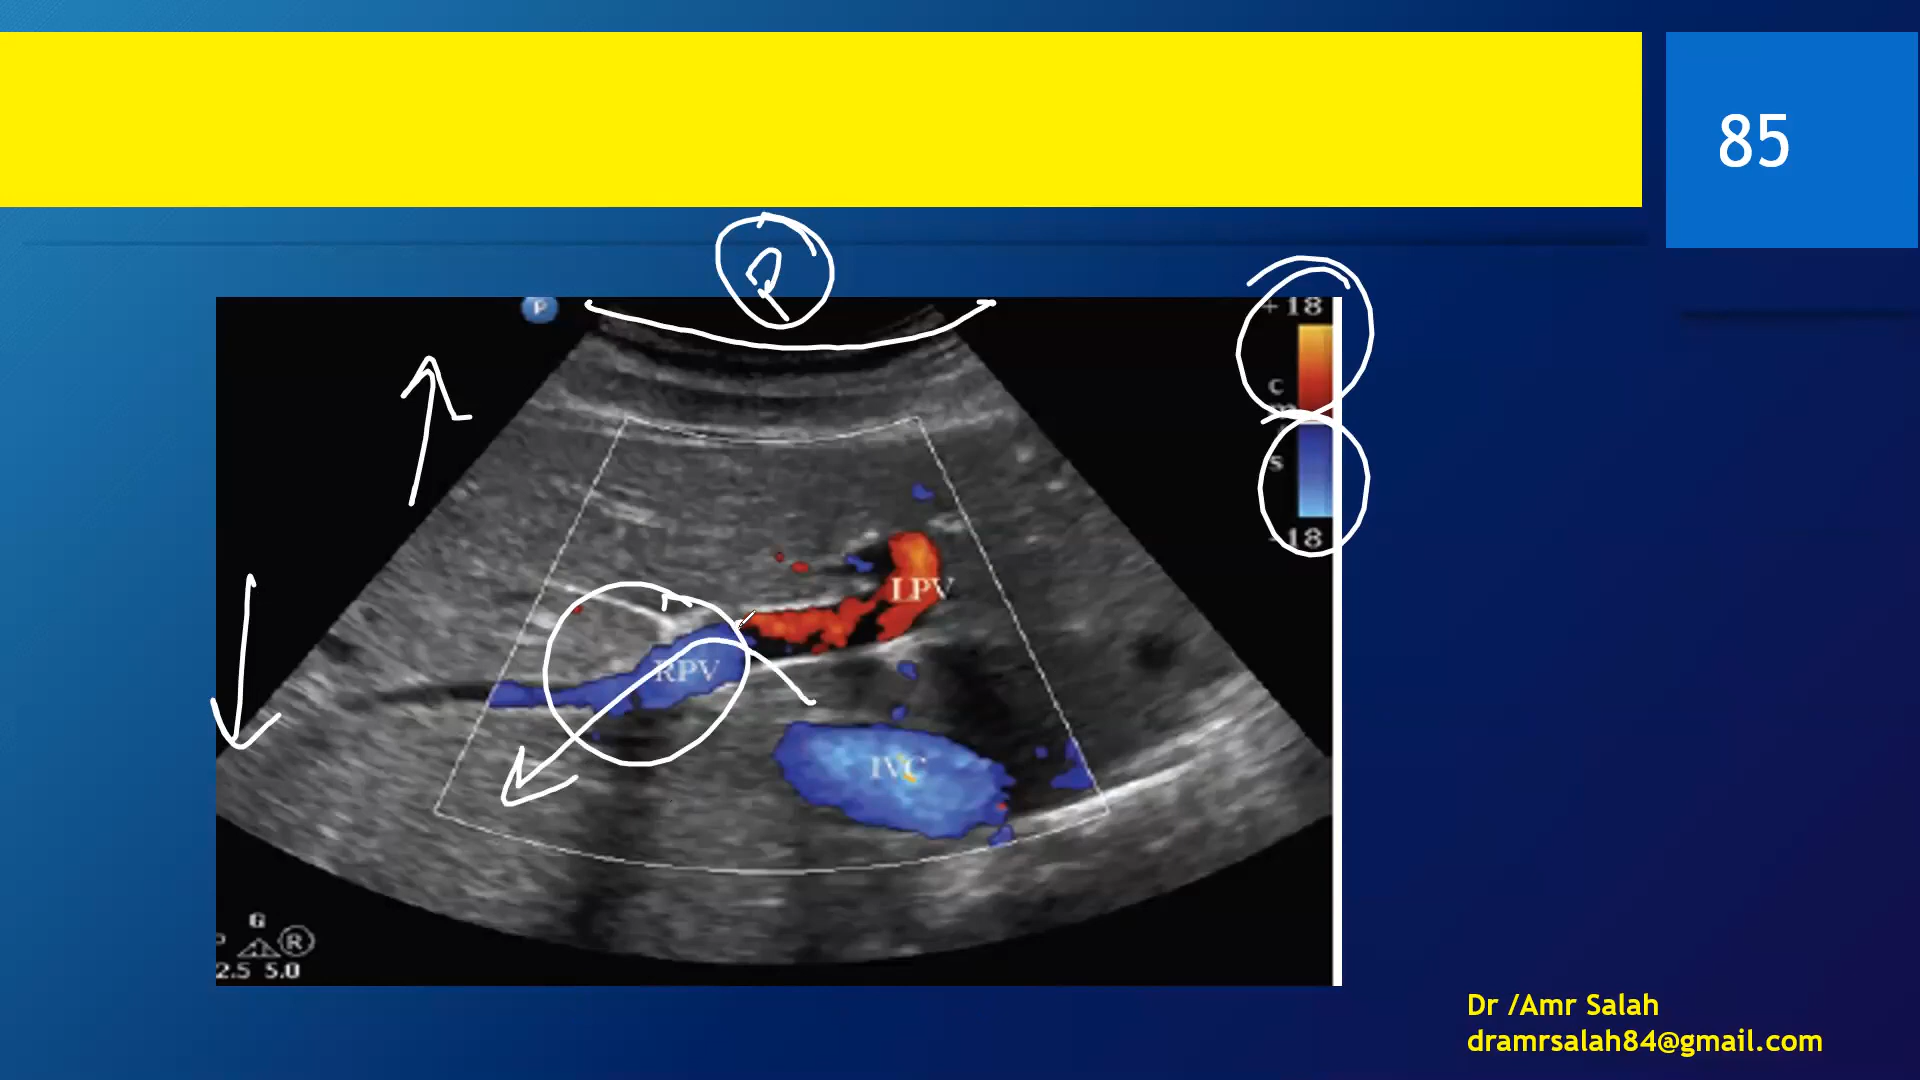 85
P
+18
c
m
s
-18
LPV
RPV
IVC
G
P R
2.5 5.0
Dr /Amr Salah
dramrsalah84@gmail.com